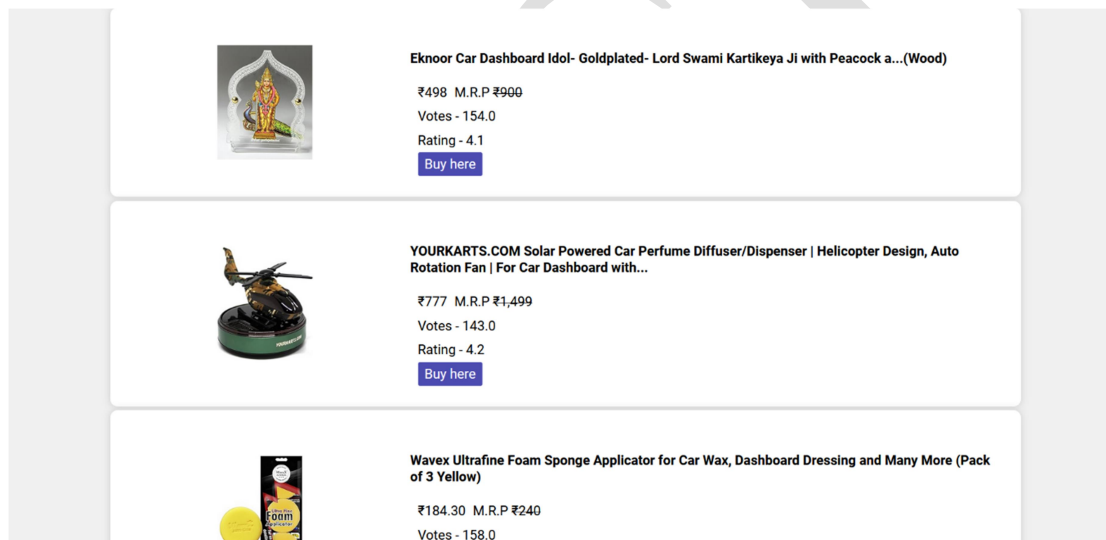 Eknoor Car Dashboard Idol- Goldplated- Lord Swami Kartikeya Ji with Peacock a...(Wood)
₹498 M.R.P ₹900
Votes - 154.0
Rating - 4.1
Buy here
YOURKARTS.COM Solar Powered Car Perfume Diffuser/Dispenser | Helicopter Design, Auto
Rotation Fan | For Car Dashboard with...
₹777 M.R.P ₹1,499
Votes - 143.0
Rating - 4.2
Buy here
YOURKARTS.COM
Wavex Ultrafine Foam Sponge Applicator for Car Wax, Dashboard Dressing and Many More (Pack
of 3 Yellow)
₹184.30 M.R.P ₹240
Votes - 158.0
Foam